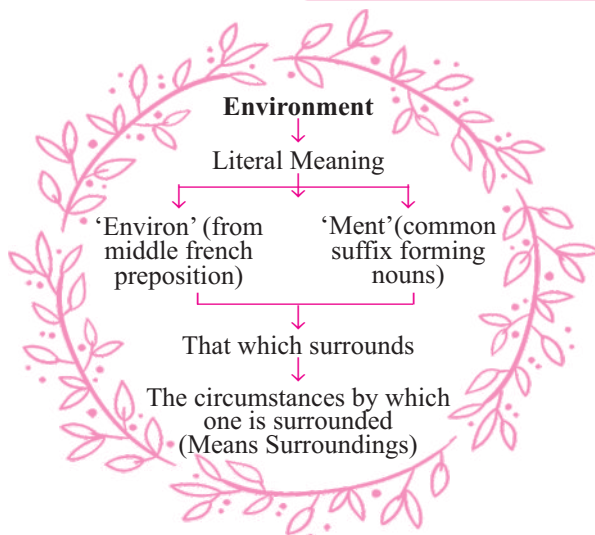 Environment
Literal Meaning
‘Environ’ (from
middle french
preposition)
‘Ment’(common
suffix forming
nouns)
That which surrounds
The circumstances by which
one is surrounded
(Means Surroundings)